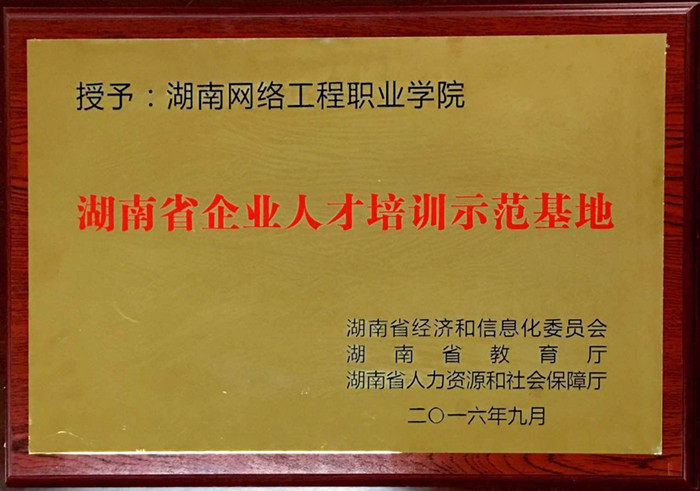 授予：湖南网络工程职业学院
湖南省企业人才培训示范基地
湖南省经济和信息化委员会
湖南省教育厅
湖南省人力资源和社会保障厅
二〇一六年九月